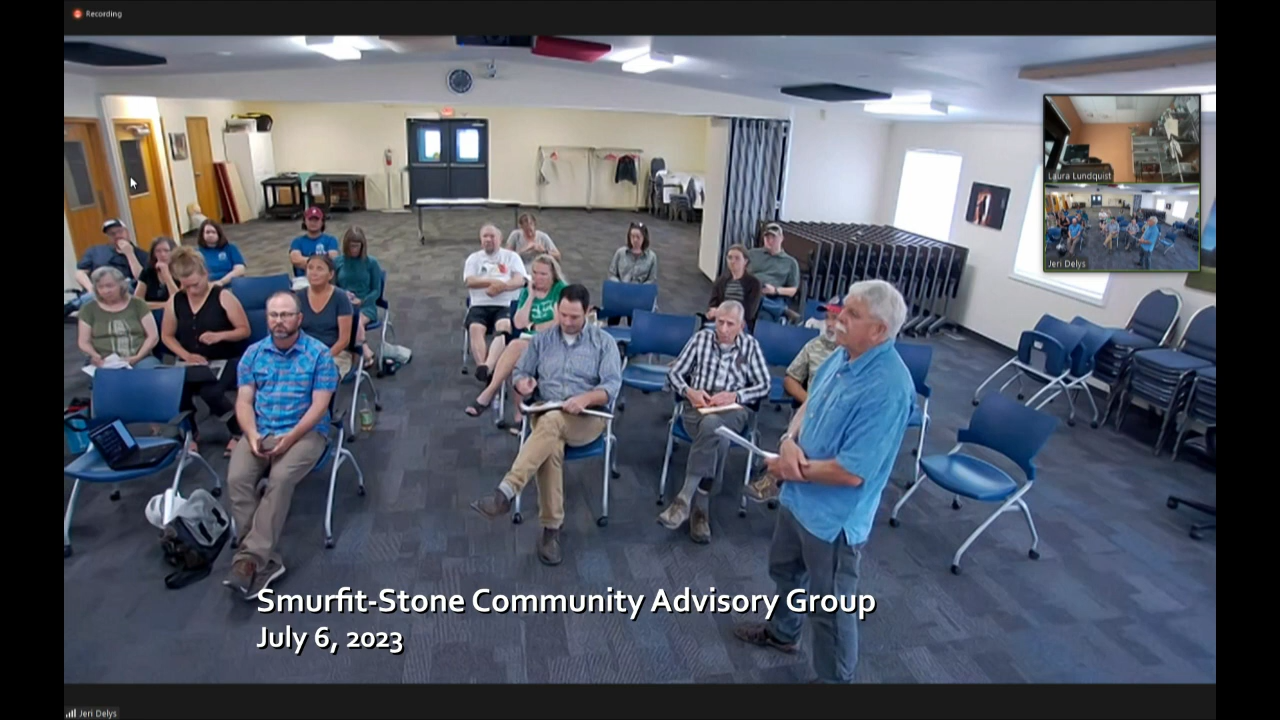 Recording
Laura Lundquist
Jeri Delys
Smurfit-Stone Community Advisory Group
July 6, 2023
Jeri Delys